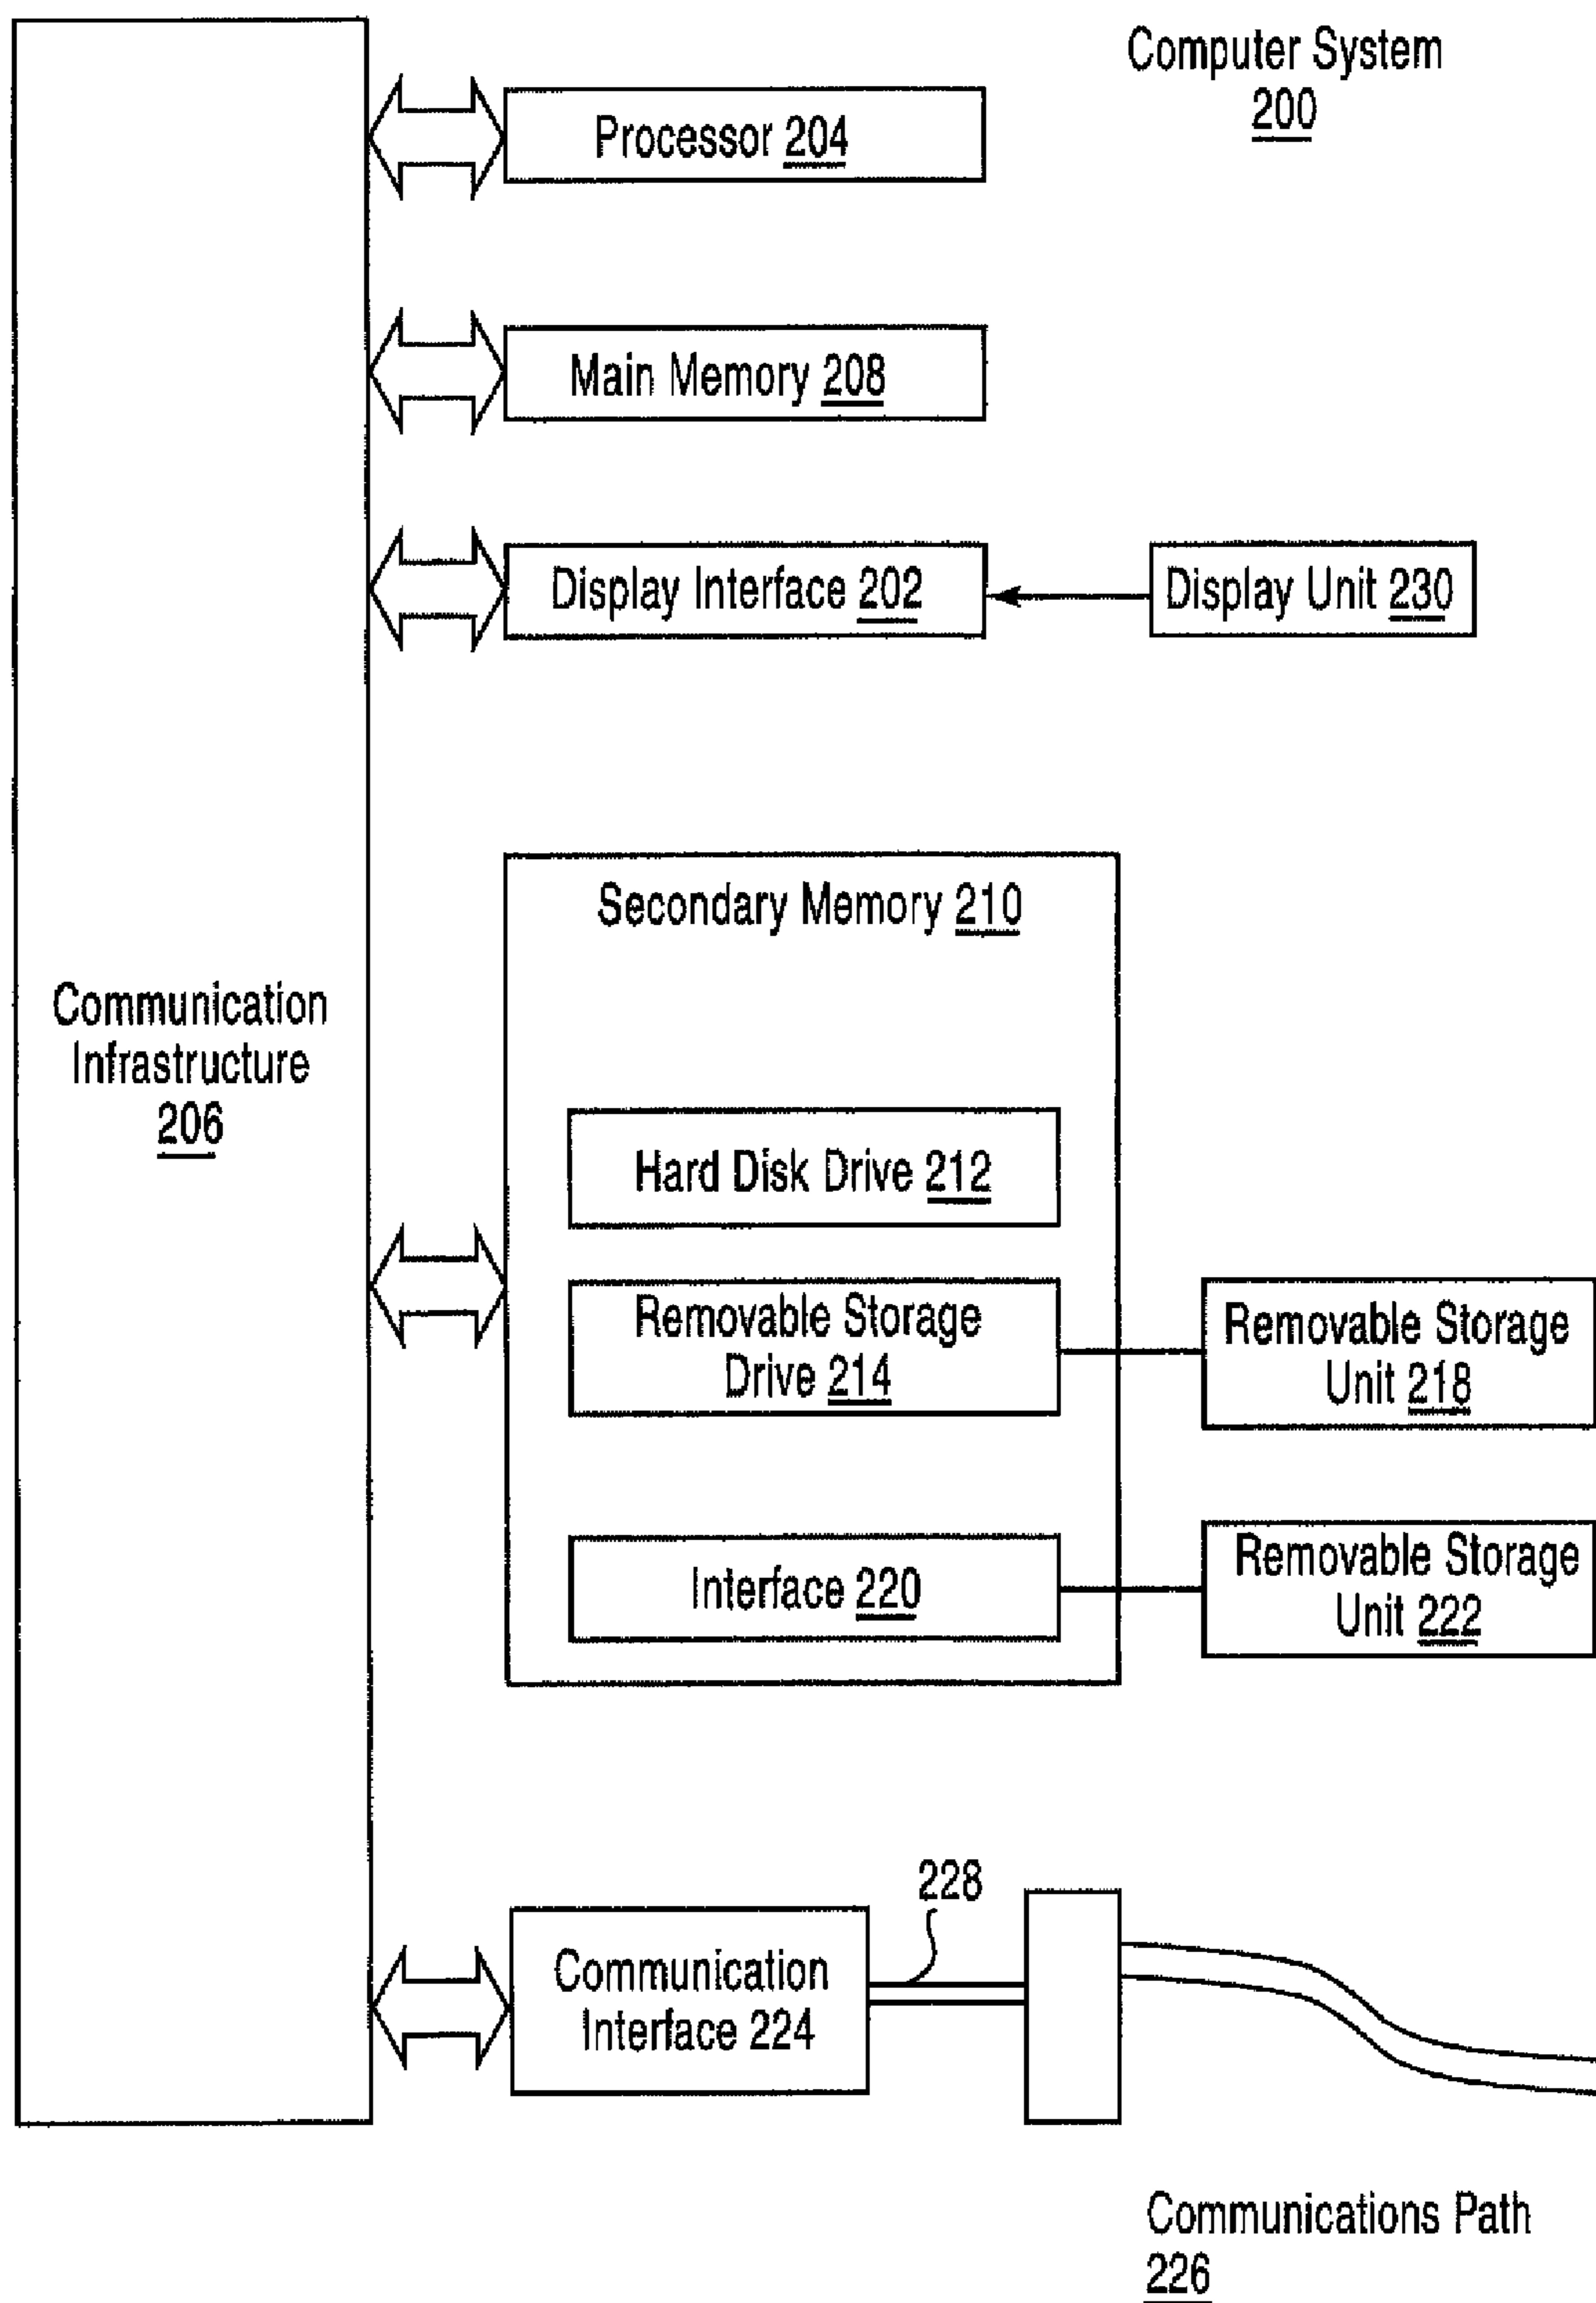 Computer System
200
Processor 204
Main Memory 208
Display Interface 202
Display Unit 230
Secondary Memory 210
Communication
Infrastructure
206
Hard Disk Drive 212
Removable Storage
Drive 214
Removable Storage
Unit 218
Interface 220
Removable Storage
Unit 222
228
Communication
Interface 224
Communications Path
226